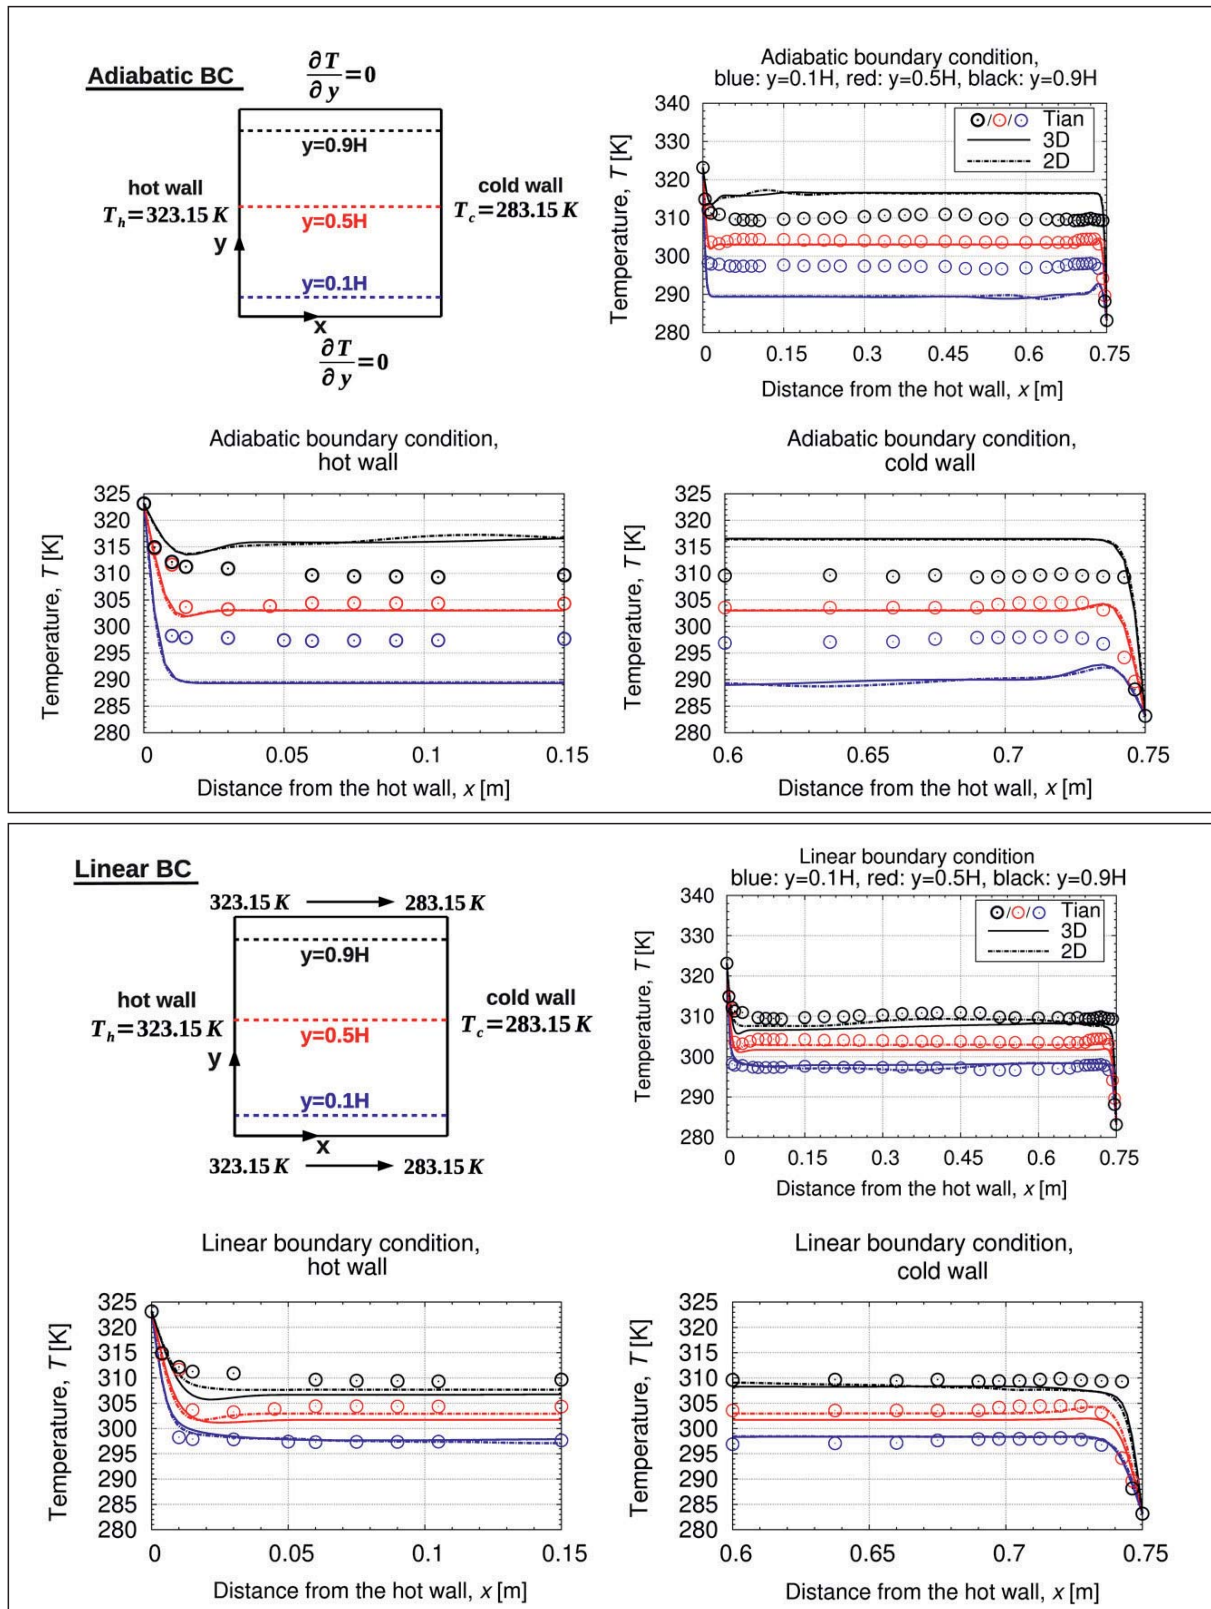 Adiabatic BC
∂T/∂y=0
y=0.9H
hot wall
T_h=323.15 K
y=0.5H
cold wall
T_c=283.15 K
y
y=0.1H
x
∂T/∂y=0
Adiabatic boundary condition,
blue: y=0.1H, red: y=0.5H, black: y=0.9H
Temperature, T [K]
340
330
320
310
300
290
280
/ / Tian
3D
2D
0 0.15 0.3 0.45 0.6 0.75
Distance from the hot wall, x [m]
Adiabatic boundary condition,
hot wall
Temperature, T [K]
325
320
315
310
305
300
295
290
285
280
0 0.05 0.1 0.15
Distance from the hot wall, x [m]
Adiabatic boundary condition,
cold wall
Temperature, T [K]
325
320
315
310
305
300
295
290
285
280
0.6 0.65 0.7 0.75
Distance from the hot wall, x [m]
Linear BC
323.15 K 283.15 K
y=0.9H
hot wall
T_h=323.15 K
y=0.5H
cold wall
T_c=283.15 K
y
y=0.1H
x
323.15 K 283.15 K
Linear boundary condition
blue: y=0.1H, red: y=0.5H, black: y=0.9H
Temperature, T [K]
340
330
320
310
300
290
280
/ / Tian
3D
2D
0 0.15 0.3 0.45 0.6 0.75
Distance from the hot wall, x [m]
Linear boundary condition,
hot wall
Temperature, T [K]
325
320
315
310
305
300
295
290
285
280
0 0.05 0.1 0.15
Distance from the hot wall, x [m]
Linear boundary condition,
cold wall
Temperature, T [K]
325
320
315
310
305
300
295
290
285
280
0.6 0.65 0.7 0.75
Distance from the hot wall, x [m]